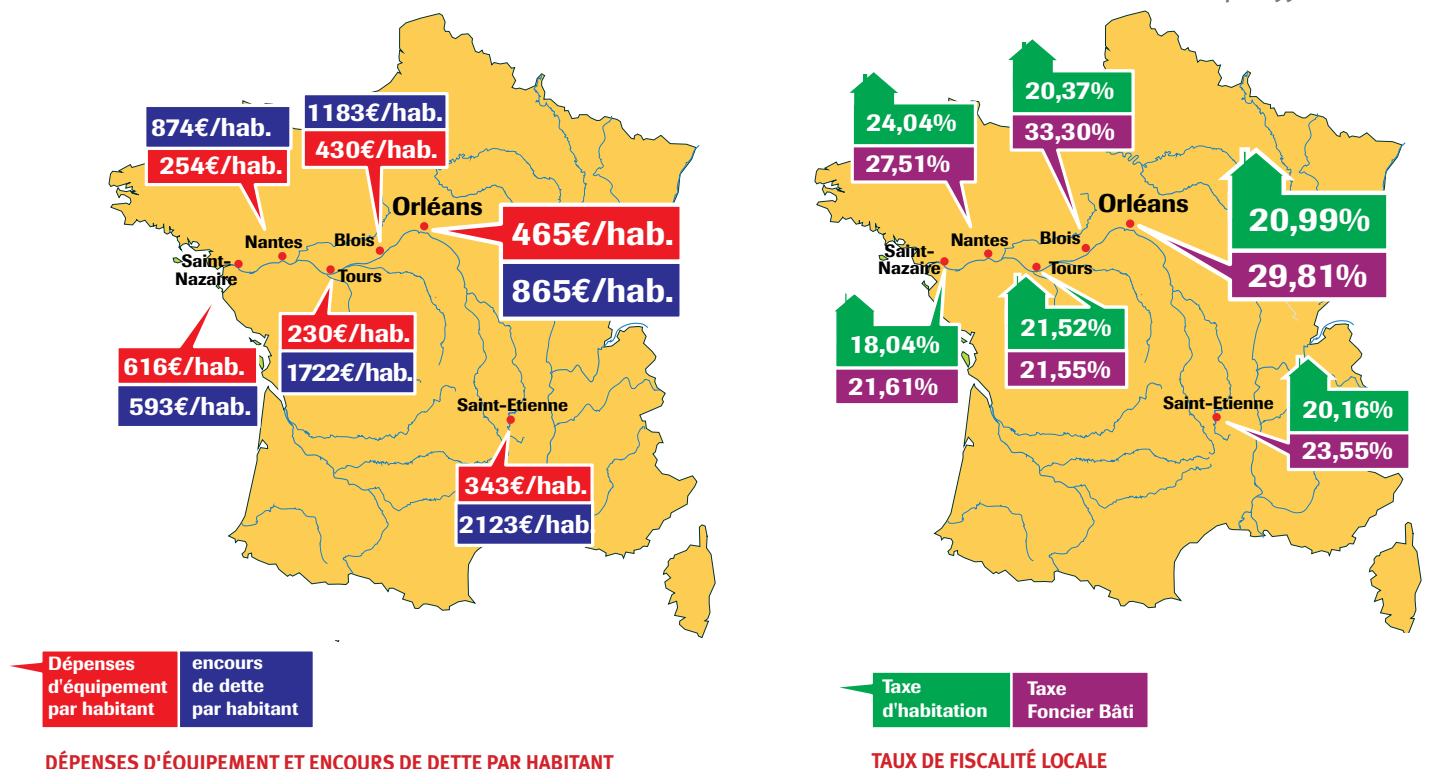 874€/hab.
254€/hab.
1183€/hab.
430€/hab.
Orléans
465€/hab.
865€/hab.
Nantes
Blois
Saint-
Nazaire
Tours
616€/hab.
593€/hab.
230€/hab.
1722€/hab.
Saint-Etienne
343€/hab.
2123€/hab.
Dépenses
d'équipement
par habitant
encours
de dette
par habitant
DÉPENSES D'ÉQUIPEMENT ET ENCOURS DE DETTE PAR HABITANT
24,04%
27,51%
20,37%
33,30%
Orléans
20,99%
29,81%
Nantes
Blois
Saint-
Nazaire
Tours
18,04%
21,61%
21,52%
21,55%
Saint-Etienne
20,16%
23,55%
Taxe
d'habitation
Taxe
Foncier Bâti
TAUX DE FISCALITÉ LOCALE